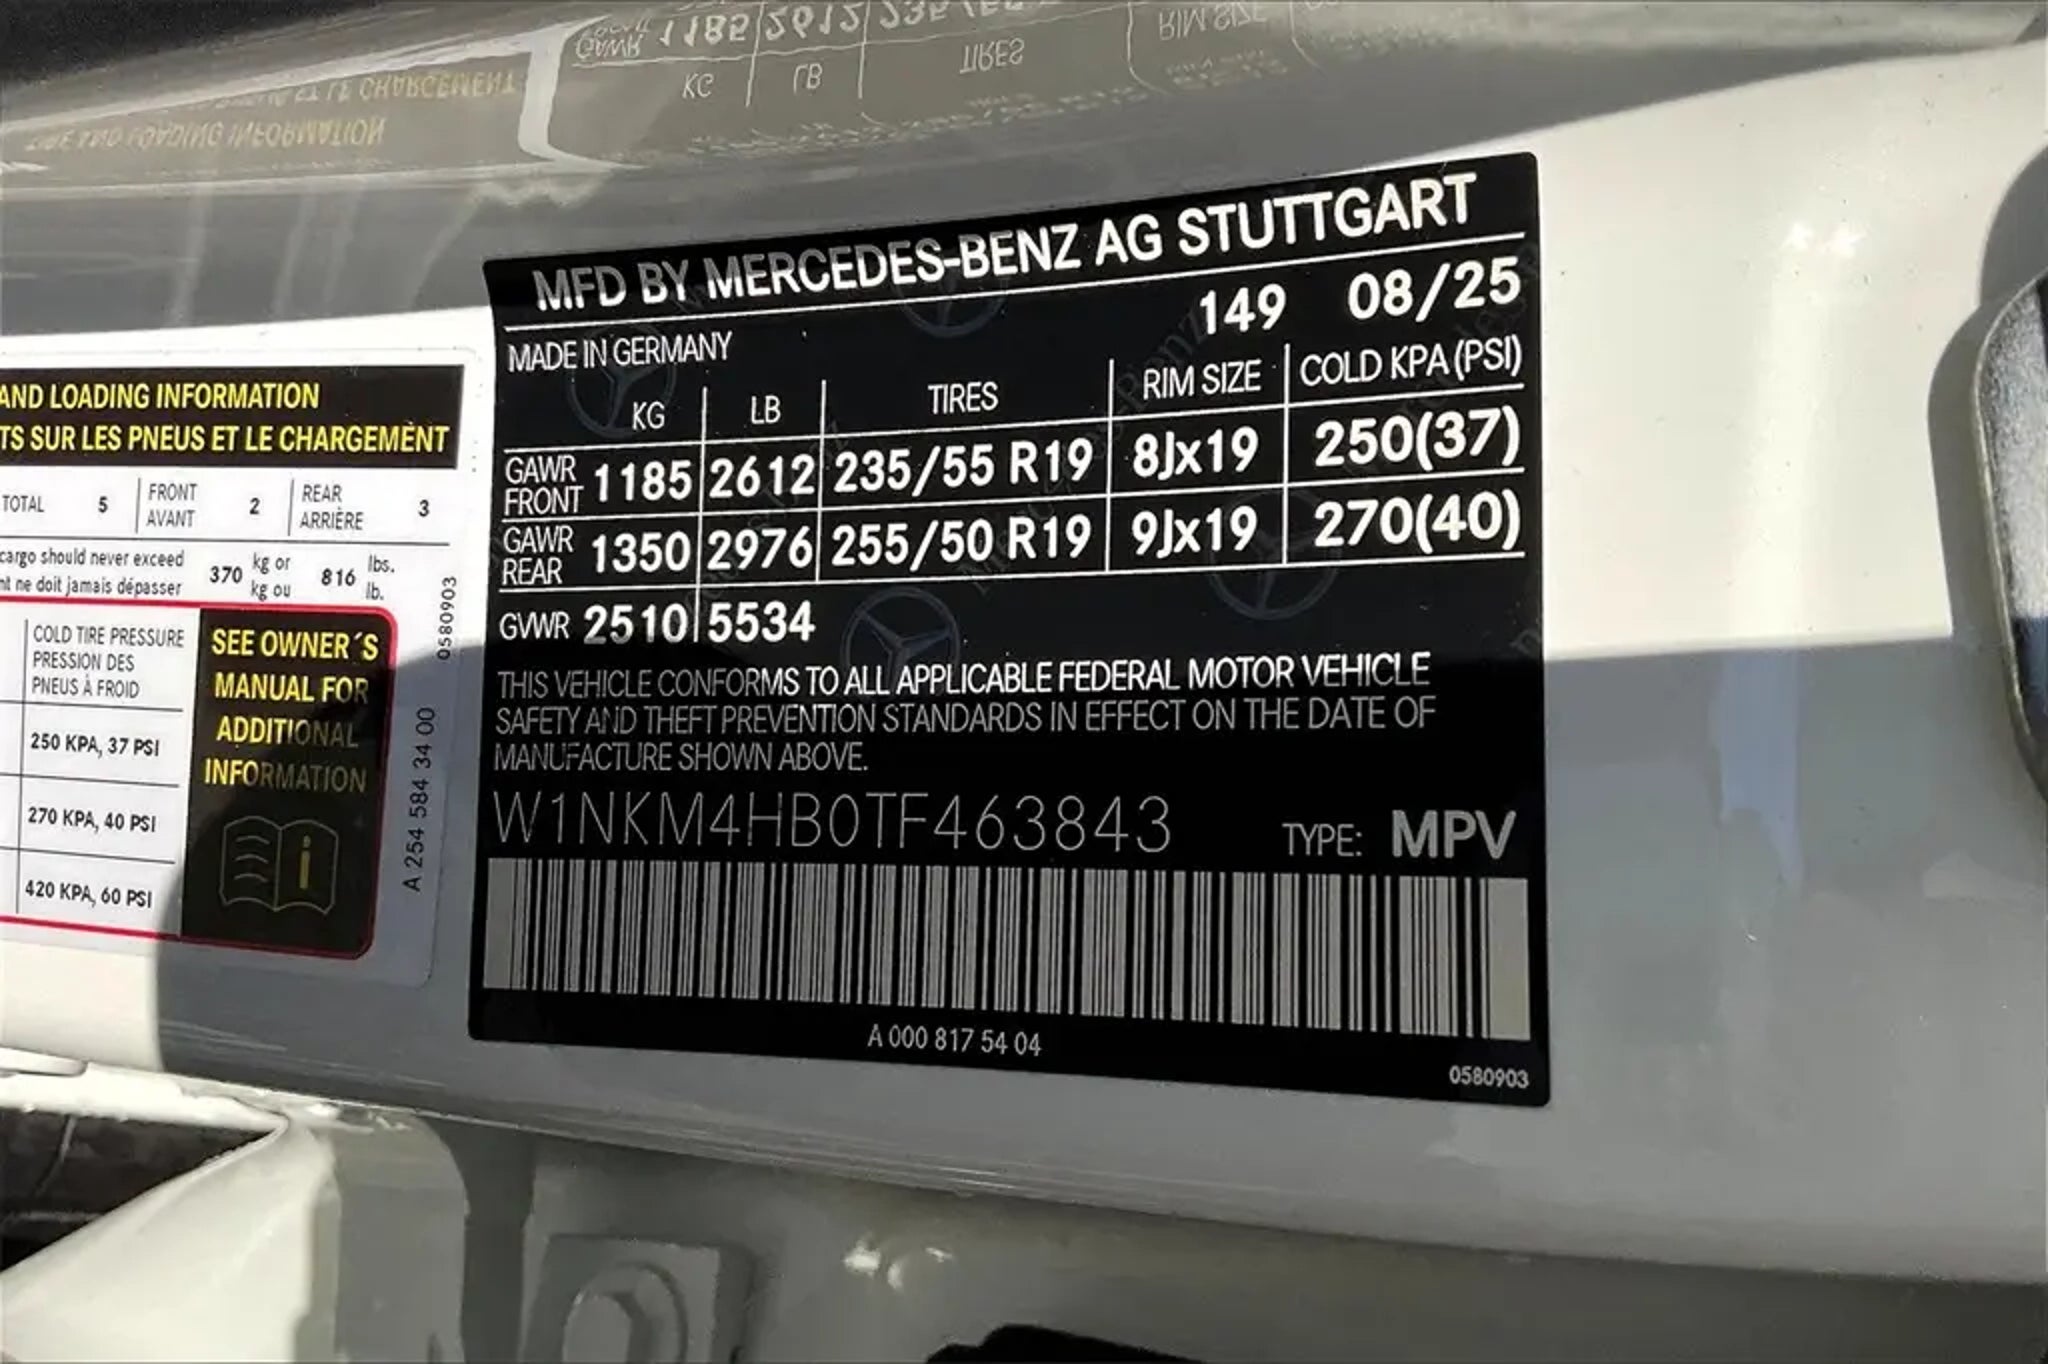 AND LOADING INFORMATION
TS SUR LES PNEUS ET LE CHARGEMENT
TOTAL 5 FRONT AVANT 2 REAR ARRIÈRE 3
cargo should never exceed
nt ne doit jamais dépasser
370 kg or kg ou 816 lbs. lb.
COLD TIRE PRESSURE
PRESSION DES
PNEUS À FROID
250 KPA, 37 PSI
270 KPA, 40 PSI
420 KPA, 60 PSI
SEE OWNER´S
MANUAL FOR
ADDITIONAL
INFORMATION
A 254 584 34 00
0580903
MFD BY MERCEDES-BENZ AG STUTTGART
149 08/25
MADE IN GERMANY
KG LB TIRES RIM SIZE COLD KPA (PSI)
GAWR FRONT 1185 2612 235/55 R19 8Jx19 250(37)
GAWR REAR 1350 2976 255/50 R19 9Jx19 270(40)
GVWR 2510 5534
THIS VEHICLE CONFORMS TO ALL APPLICABLE FEDERAL MOTOR VEHICLE
SAFETY AND THEFT PREVENTION STANDARDS IN EFFECT ON THE DATE OF
MANUFACTURE SHOWN ABOVE.
W1NKM4HB0TF463843 TYPE: MPV
A 000 817 54 04
0580903